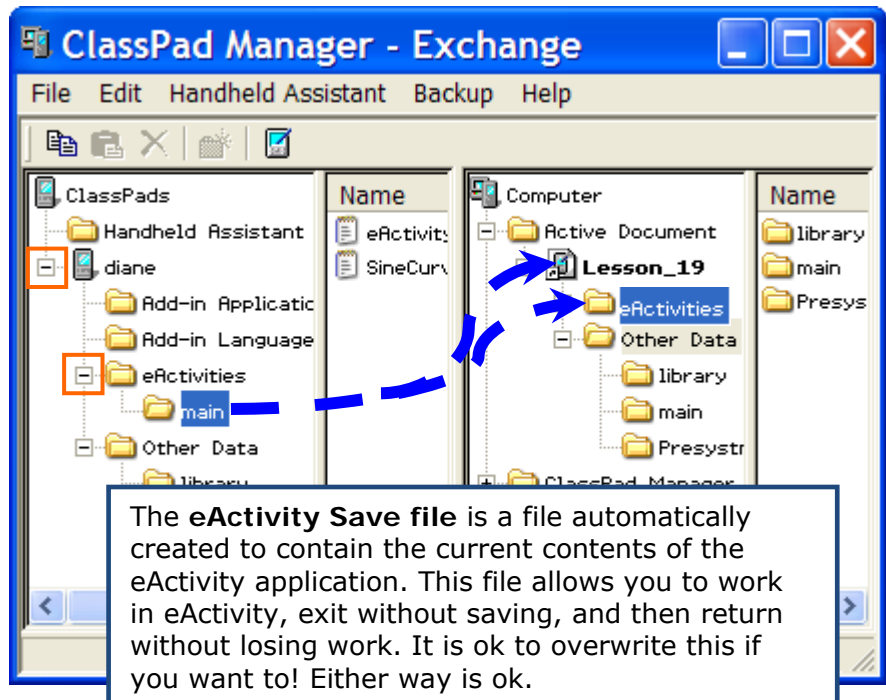 ClassPad Manager - Exchange
File Edit Handheld Assistant Backup Help
ClassPads
Handheld Assistant
diane
Add-in Applicatic
Add-in Language
eActivities
main
Other Data
library
Name
eActivity
SineCurv
Computer
Active Document
Lesson_19
eActivities
Other Data
library
main
Presystr
ClassPad Manager
Name
library
main
Presys
The eActivity Save file is a file automatically
created to contain the current contents of the
eActivity application. This file allows you to work
in eActivity, exit without saving, and then return
without losing work. It is ok to overwrite this if
you want to! Either way is ok.